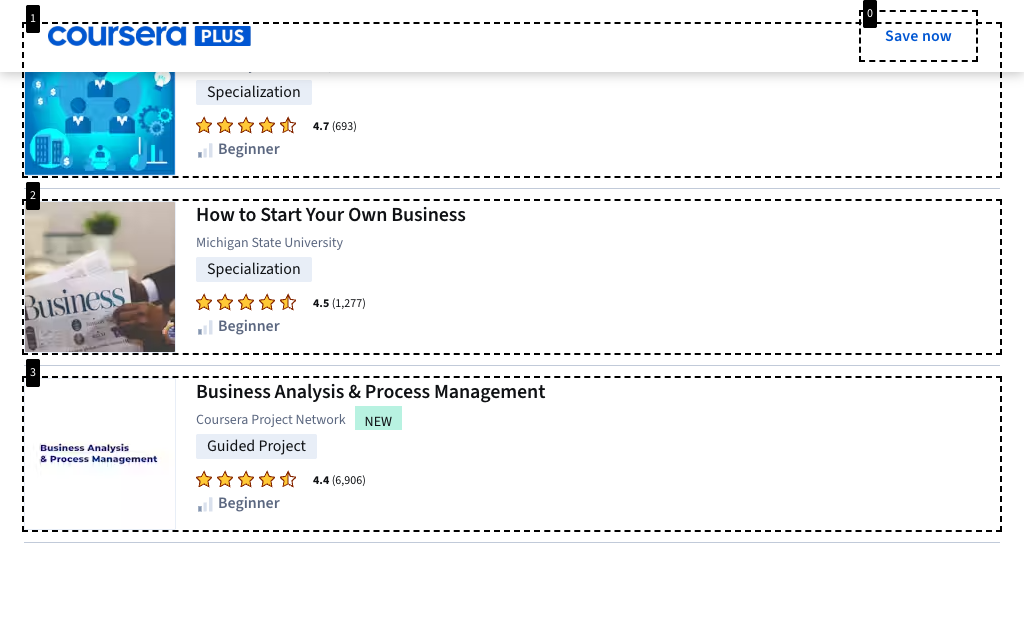 1
0
coursera PLUS
Save now
Specialization
4.7 (693)
Beginner
2
How to Start Your Own Business
Michigan State University
Specialization
Business
4.5 (1,277)
Beginner
3
Business Analysis & Process Management
Coursera Project Network NEW
Guided Project
Business Analysis
& Process Management
4.4 (6,906)
Beginner